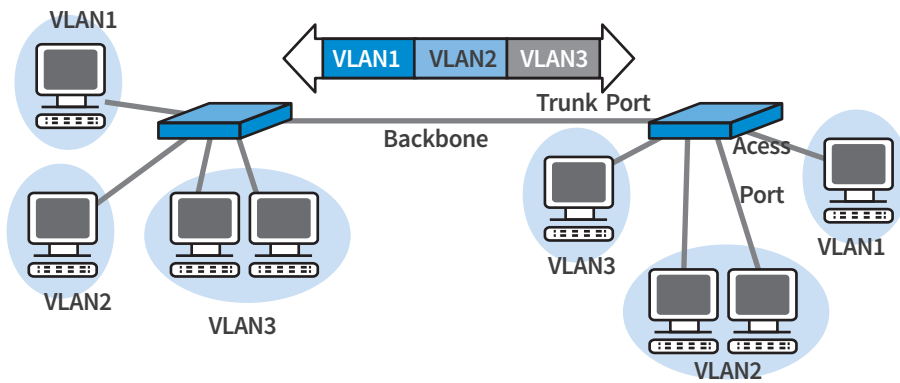 VLAN1
VLAN1 VLAN2 VLAN3
Trunk Port
Backbone
Acess
Port
VLAN2
VLAN3
VLAN3
VLAN1
VLAN2